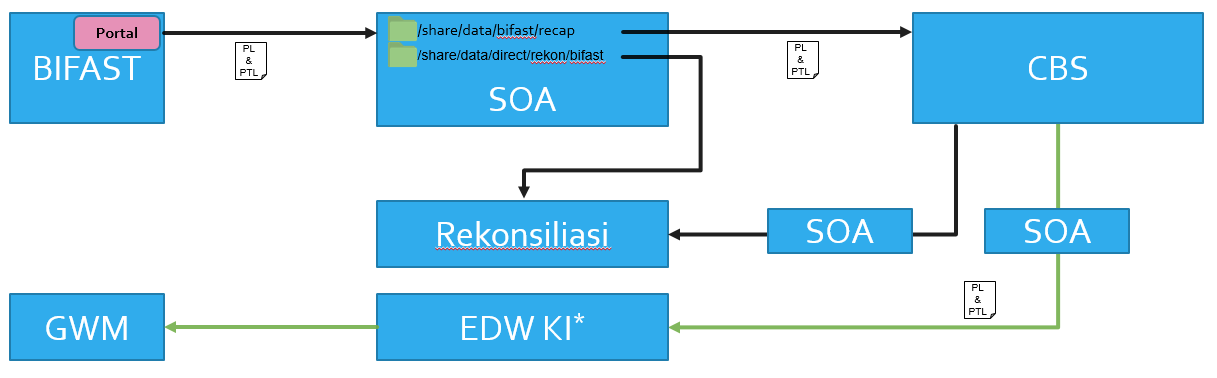 Portal
BIFAST
PL
&
PTL
/share/data/bifast/recap
/share/data/direct/rekon/bifast
SOA
PL
&
PTL
CBS
Rekonsiliasi
SOA
SOA
PL
&
PTL
GWM
EDW KI*